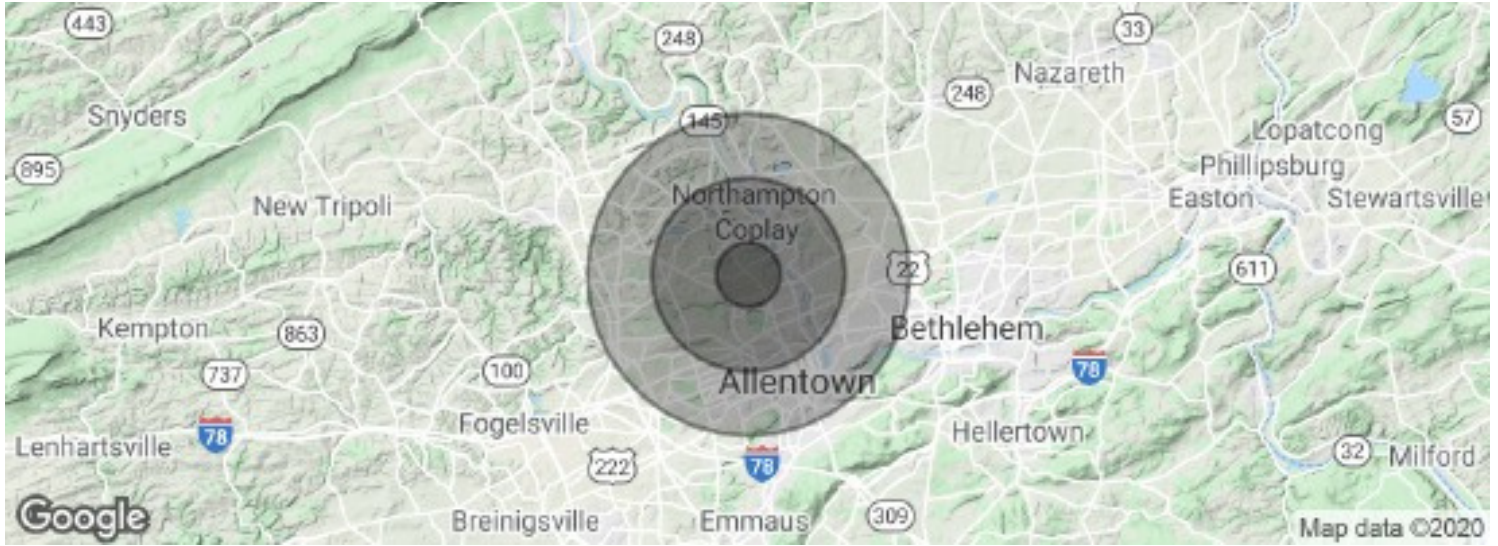 443
248
33
Nazareth
248
Snyders
145
57
Lopatcong
895
Phillipsburg
Northampton
Easton
Stewartsville
New Tripoli
Coplay
22
611
Kempton
863
Bethlehem
737
100
78
Allentown
78
Fogelsville
Hellertown
Lenhartsville
32
Milford
222
78
Google
Breinigsville
Emmaus
309
Map data ©2020